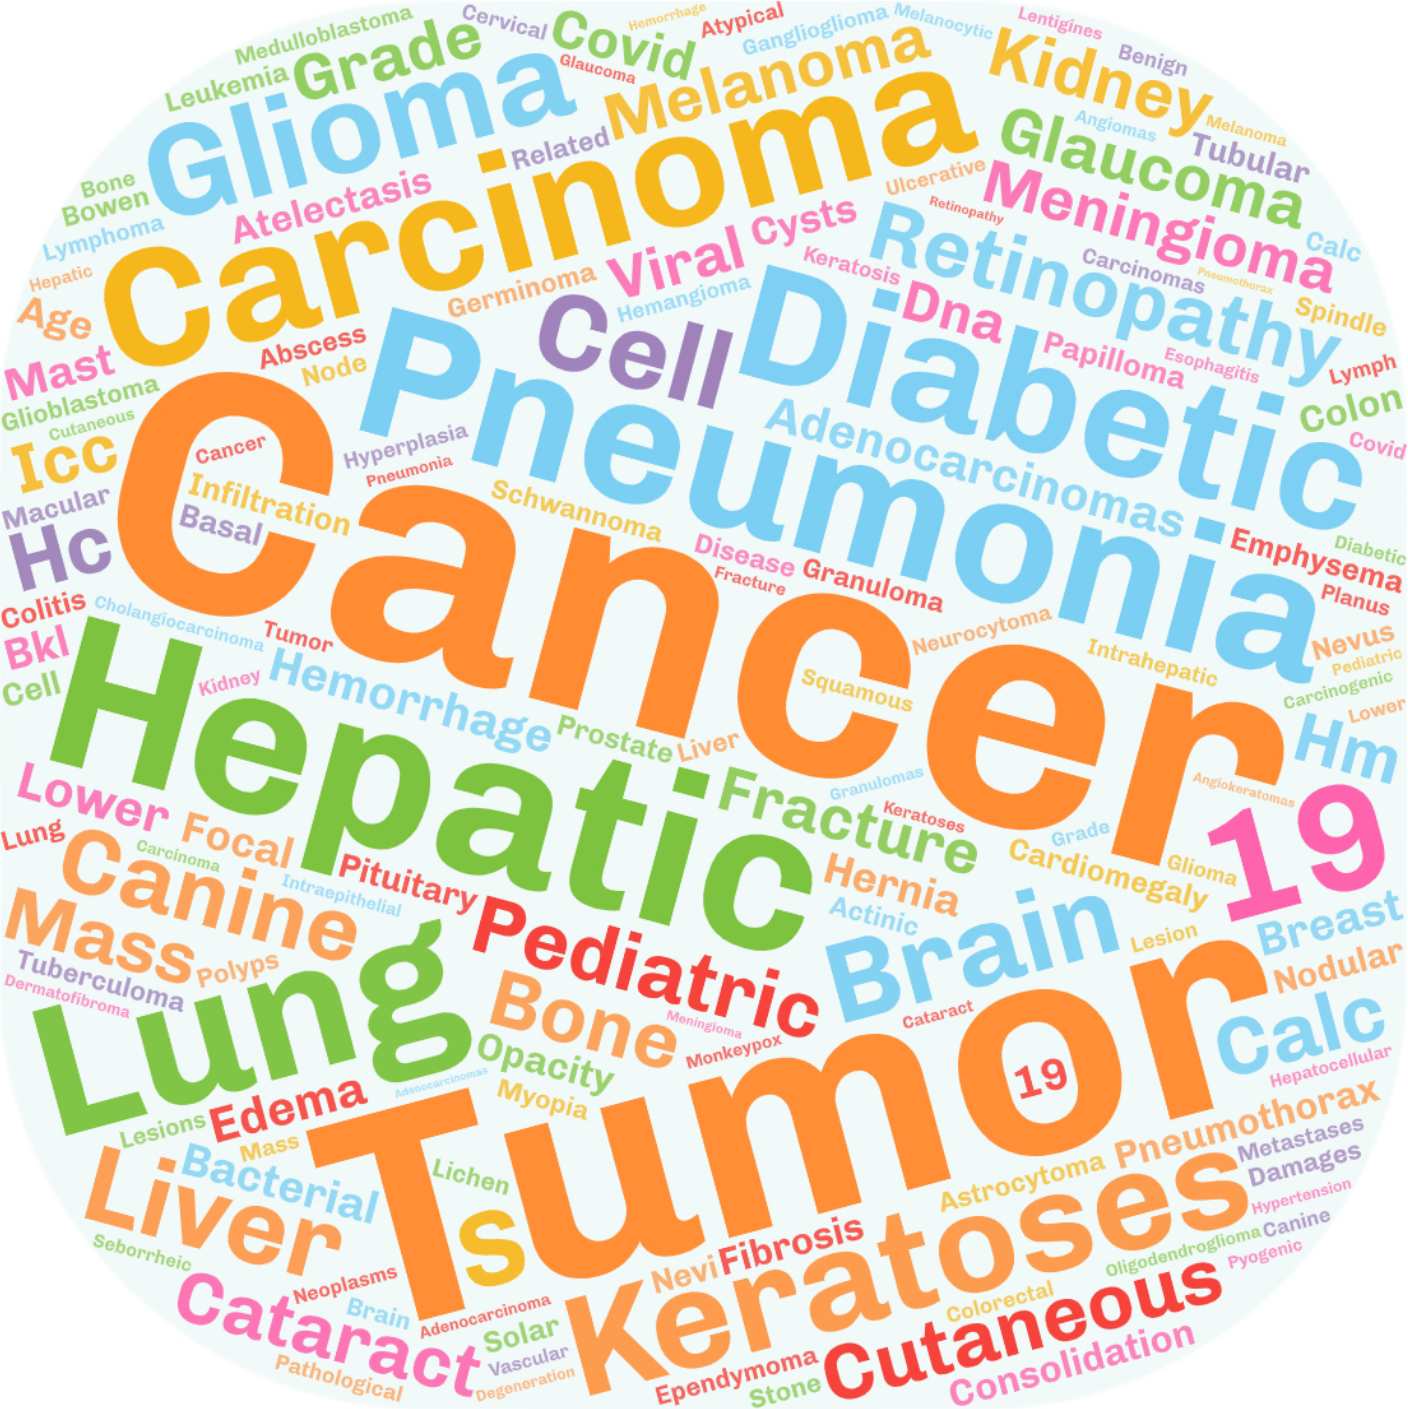 Hemorrhage
Atypical
Lentigines
Medulloblastoma
Cervical
Covid
Ganglioglioma
Melanocytic
Grade
Glaucoma
Kidney
Benign
Leukemia
Glioma
Melanoma
Glaucoma
Angiomas
Melanoma
Tubular
Related
Carcinoma
Bone
Bowen
Atelectasis
Ulcerative
Meningioma
Lymphoma
Viral
Cysts
Retinopathy
Retinopathy
Calc
Hepatic
Germinoma
Hemangioma
Keratosis
Carcinomas
Pneumothorax
Age
Abscess
Cell
Diabetic
Dna
Spindle
Mast
Node
Pneumonia
Papilloma
Esophagitis
Lymph
Glioblastoma
Cutaneous
Cancer
Adenocarcinomas
Colon
Icc
Cancer
Hyperplasia
Pneumonia
Covid
Macular
Infiltration
Basal
Schwannoma
Hc
Disease
Granuloma
Emphysema
Diabetic
Colitis
Cholangiocarcinoma
Fracture
Planus
Bkl
Tumor
Neurocytoma
Intrahepatic
Nevus
Pediatric
Cell
Hepatic
Kidney
Hemorrhage
Squamous
Carcinogenic
Lower
Prostate
Liver
Hm
Lower
Fracture
Granulomas
Angiokeratomas
19
Lung
Focal
Keratoses
Grade
Carcinoma
Canine
Intraepithelial
Pituitary
Hernia
Cardiomegaly
Glioma
Mass
Pediatric
Actinic
Brain
Lesion
Breast
Tuberculoma
Polyps
Nodular
Dermatofibroma
Lung
Bone
Meningioma
Cataract
Calc
Opacity
Monkeypox
Tumor
19
Hepatocellular
Edema
Adenocarcinomas
Myopia
Pneumothorax
Lesions
Mass
Metastases
Liver
Bacterial
Lichen
Astrocytoma
Damages
Ts
Keratoses
Hypertension
Seborrheic
Fibrosis
Oligodendroglioma
Canine
Neoplasms
Nevi
Pyogenic
Cataract
Brain
Adenocarcinoma
Colorectal
Cutaneous
Solar
Vascular
Pathological
Degeneration
Ependymoma
Stone
Consolidation